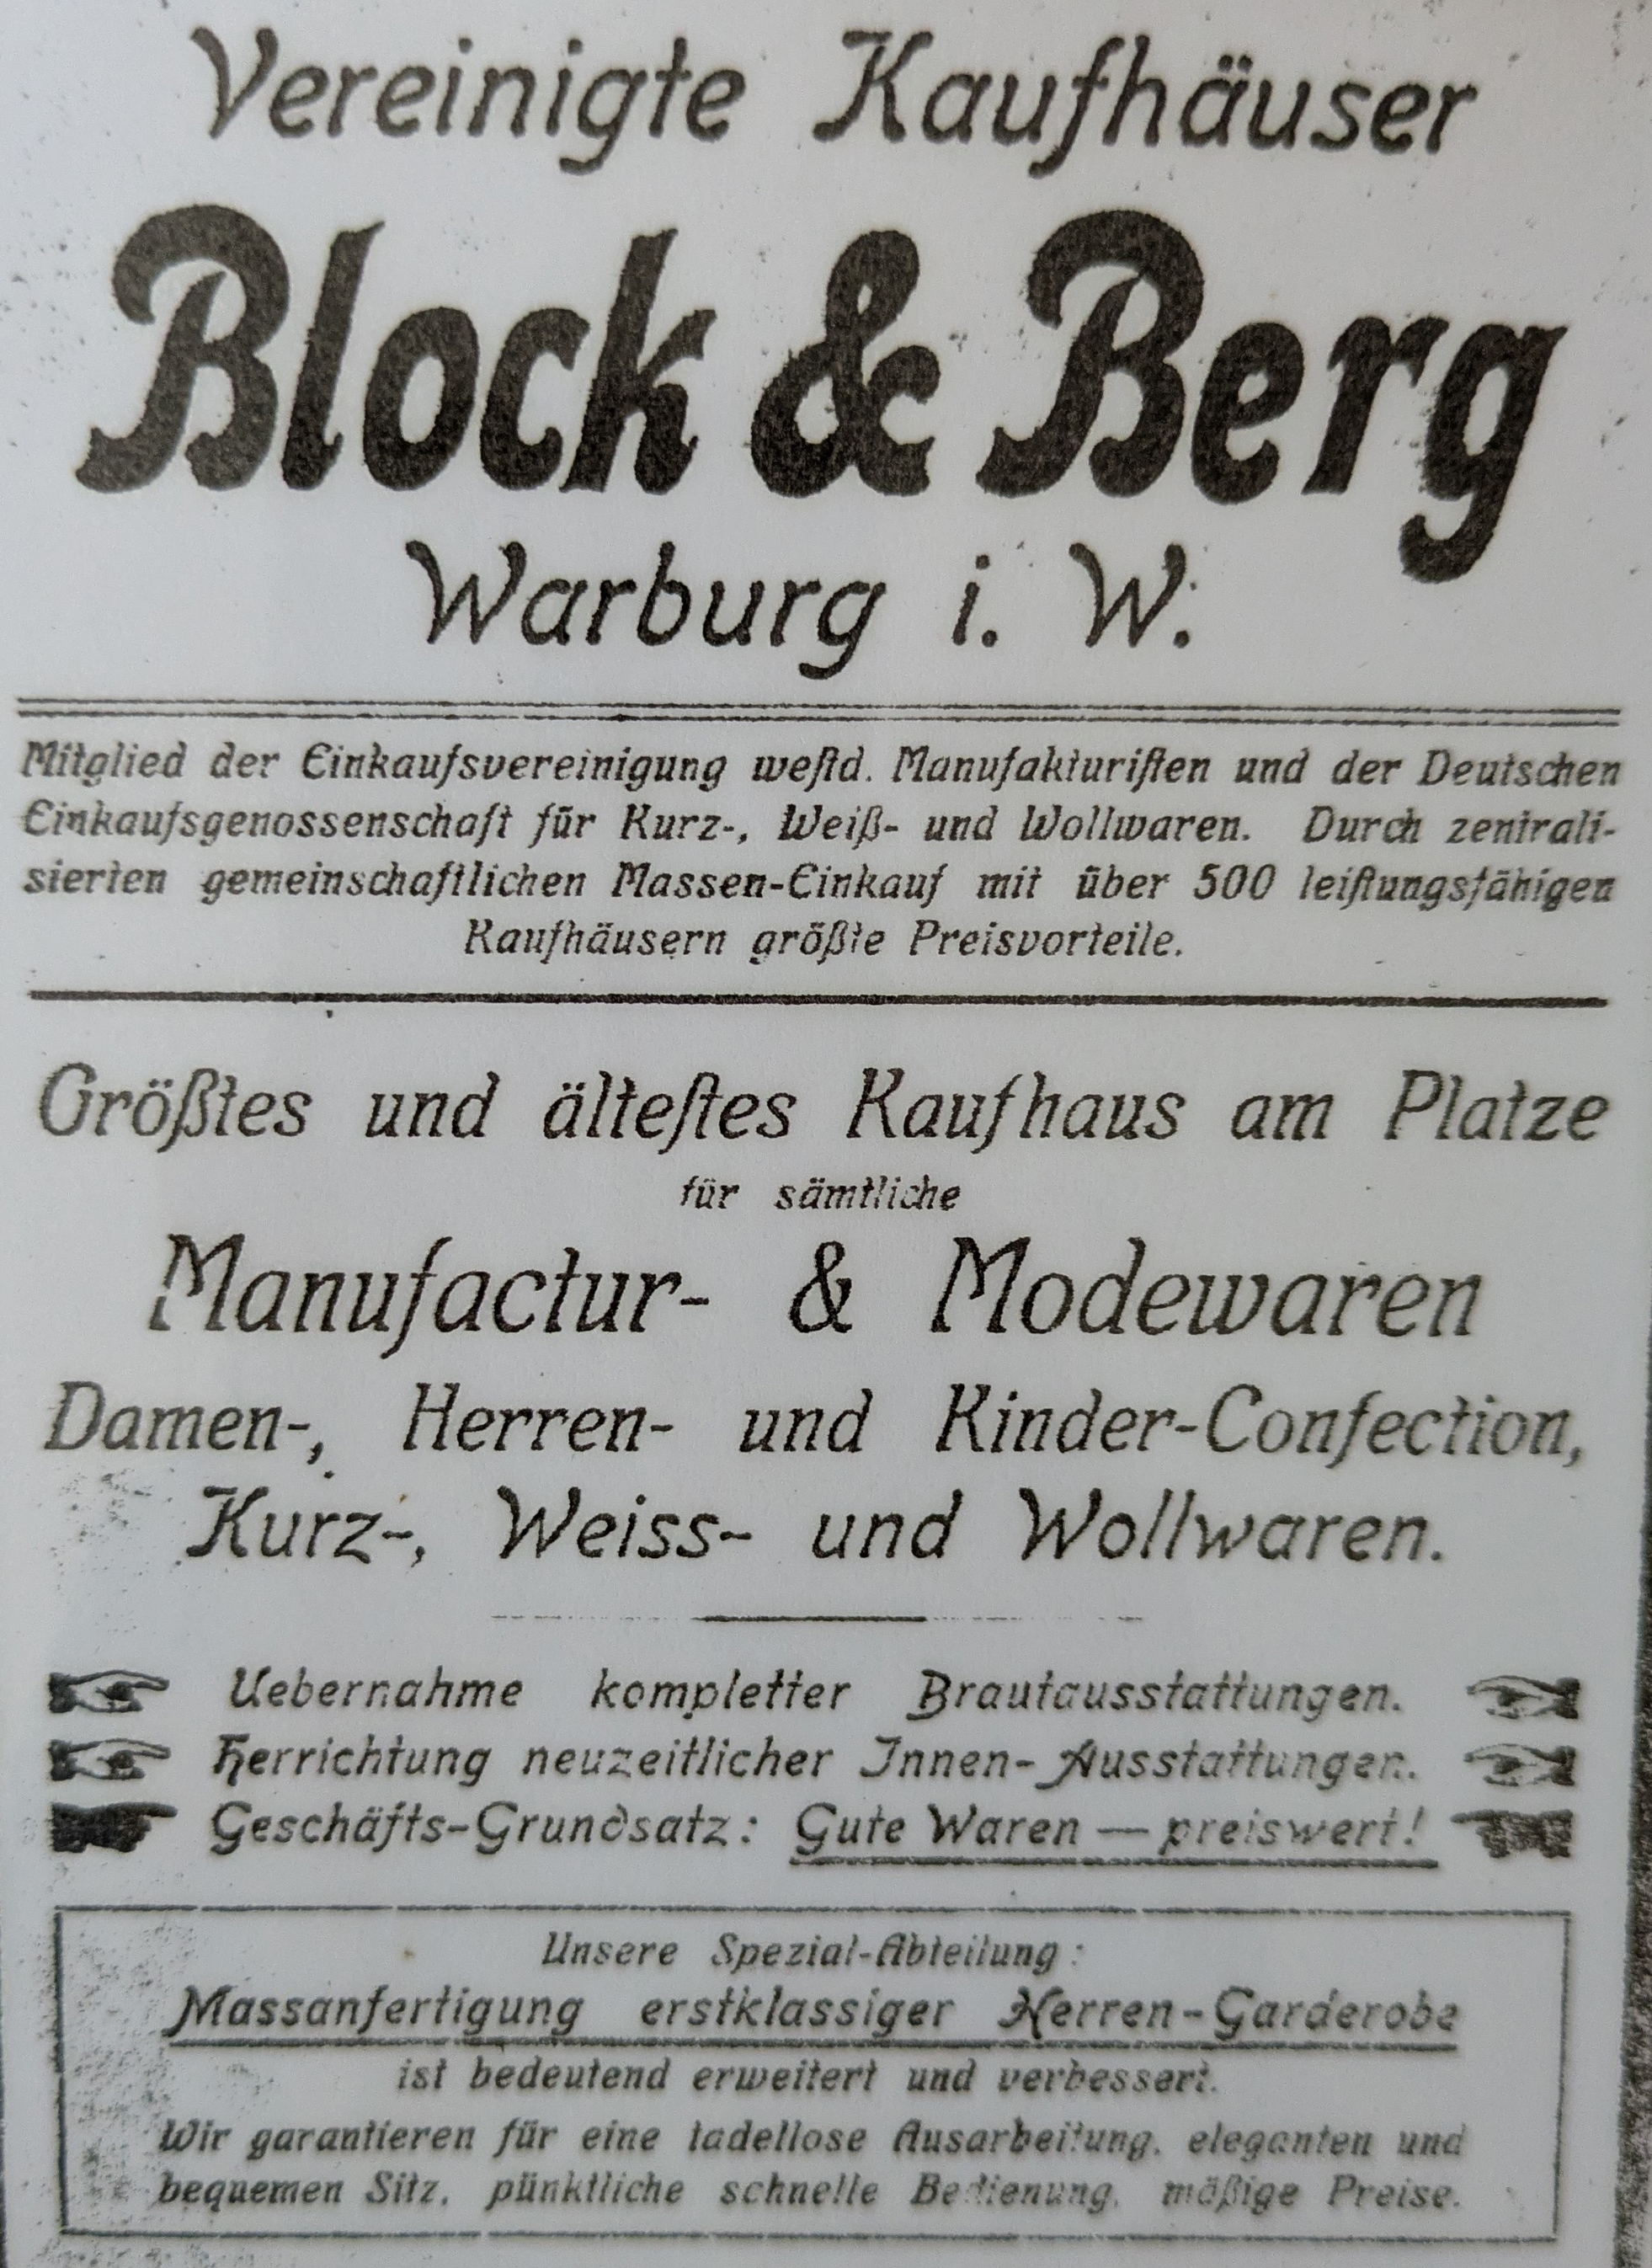 Vereinigte Kaufhäuser
Block & Berg
Warburg i. W.
Mitglied der Einkaufsvereinigung westd. Manufakturisten und der Deutschen
Einkaufsgenossenschaft für Kurz-, Weiß- und Wollwaren. Durch zentrali-
sierten gemeinschaftlichen Massen-Einkauf mit über 500 leistungsfähigen
Kaufhäusern größte Preisvorteile.
Größtes und ältestes Kaufhaus am Platze
für sämtliche
Manufactur- & Modewaren
Damen-, Herren- und Kinder-Confection,
Kurz-, Weiss- und Wollwaren.
Uebernahme kompletter Brautausstattungen.
Herrichtung neuzeitlicher Innen-Ausstattungen.
Geschäfts-Grundsatz: Gute Waren — preiswert!
Unsere Spezial-Abteilung:
Massanfertigung erstklassiger Herren-Garderobe
ist bedeutend erweitert und verbessert.
Wir garantieren für eine tadellose Ausarbeitung, eleganten und
bequemen Sitz, pünktliche schnelle Bedienung, mäßige Preise.